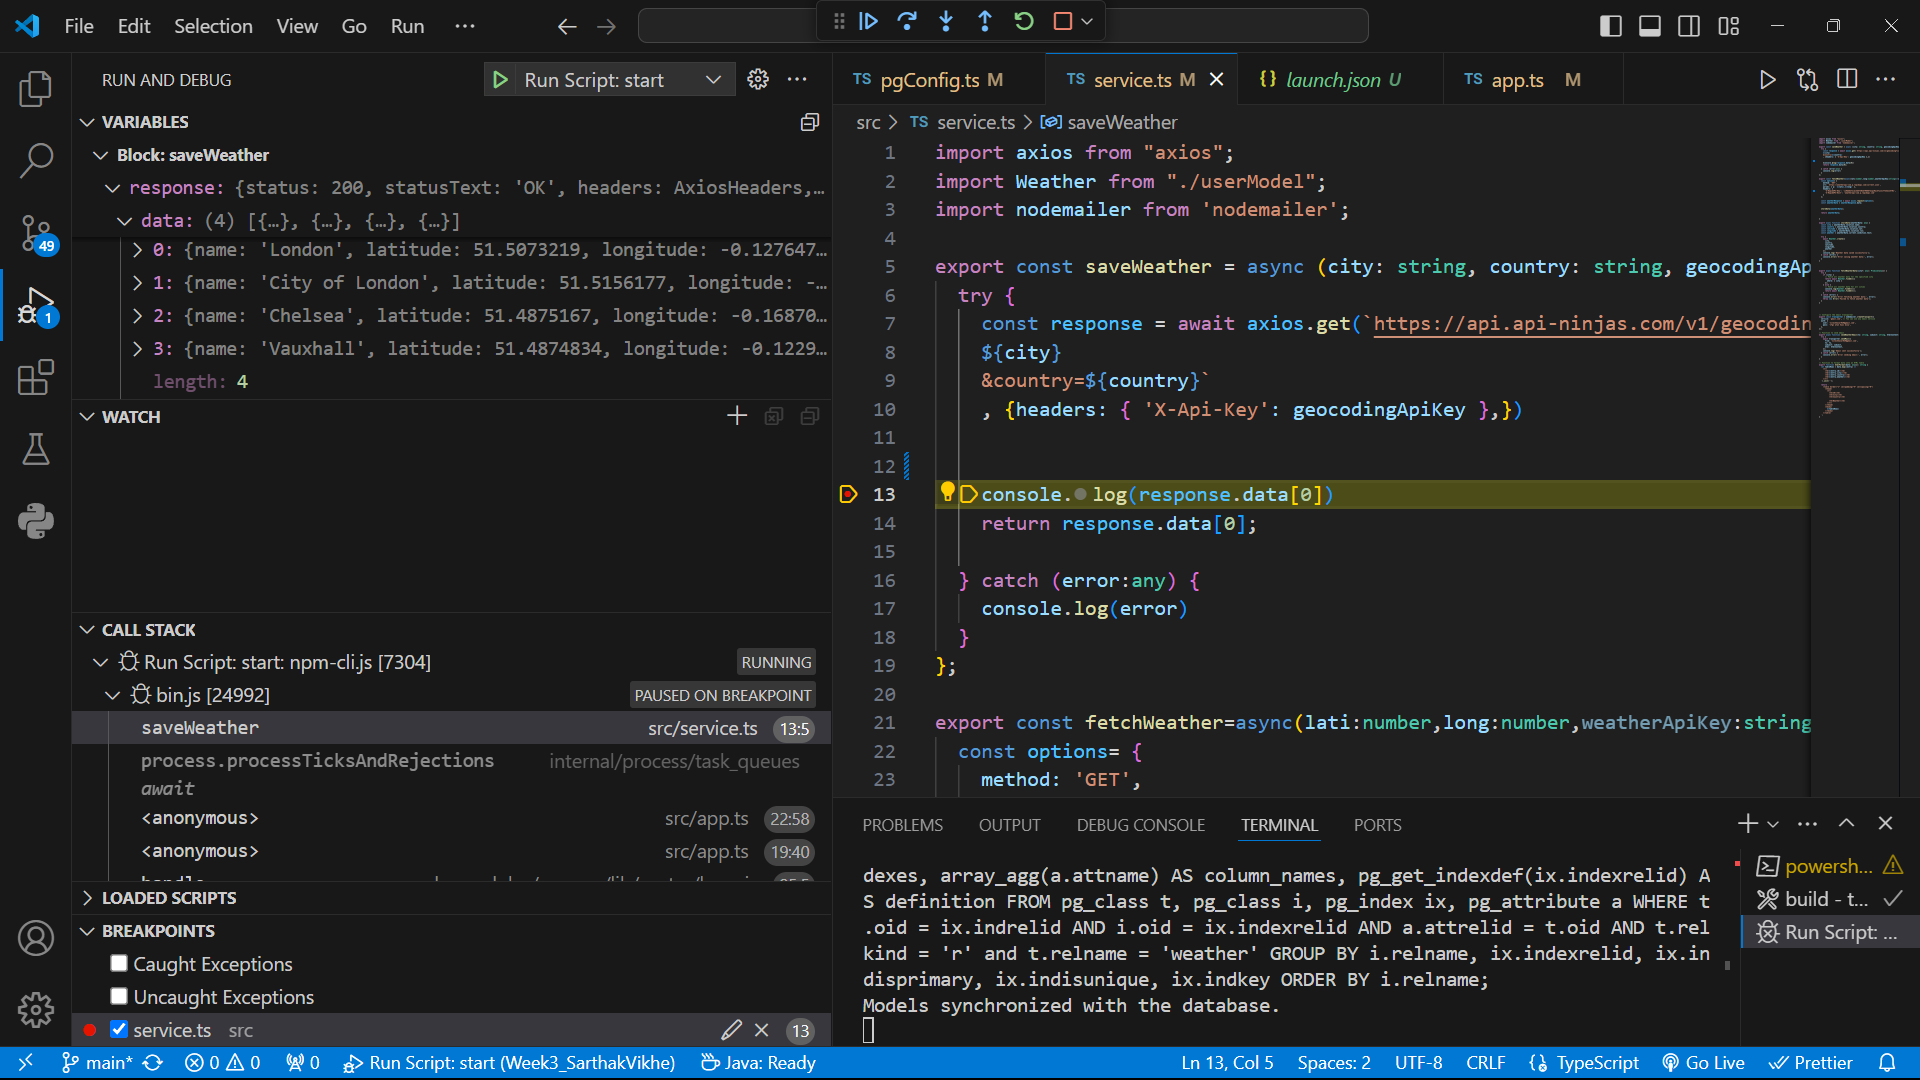 File Edit Selection View Go Run ···
RUN AND DEBUG
Run Script: start
VARIABLES
Block: saveWeather
response: {status: 200, statusText: 'OK', headers: AxiosHeaders,…
data: (4) [{…}, {…}, {…}, {…}]
0: {name: 'London', latitude: 51.5073219, longitude: -0.127647…
1: {name: 'City of London', latitude: 51.5156177, longitude: -…
2: {name: 'Chelsea', latitude: 51.4875167, longitude: -0.16870…
3: {name: 'Vauxhall', latitude: 51.4874834, longitude: -0.1229…
length: 4
WATCH
CALL STACK
Run Script: start: npm-cli.js [7304] RUNNING
bin.js [24992] PAUSED ON BREAKPOINT
saveWeather src/service.ts 13:5
process.processTicksAndRejections internal/process/task_queues
await
<anonymous> src/app.ts 22:58
<anonymous> src/app.ts 19:40
LOADED SCRIPTS
BREAKPOINTS
Caught Exceptions
Uncaught Exceptions
service.ts src 13
49
1
TS pgConfig.ts M
TS service.ts M
{} launch.json U
TS app.ts M
src > TS service.ts > saveWeather
1 import axios from "axios";
2 import Weather from "./userModel";
3 import nodemailer from 'nodemailer';
4
5 export const saveWeather = async (city: string, country: string, geocodingAp
6 try {
7 const response = await axios.get(`https://api.api-ninjas.com/v1/geocodin
8 ${city}
9 &country=${country}`
10 , {headers: { 'X-Api-Key': geocodingApiKey },})
11
12
13 console.log(response.data[0])
14 return response.data[0];
15
16 } catch (error:any) {
17 console.log(error)
18 }
19 };
20
21 export const fetchWeather=async(lati:number,long:number,weatherApiKey:string
22 const options= {
23 method: 'GET',
PROBLEMS OUTPUT DEBUG CONSOLE TERMINAL PORTS
dexes, array_agg(a.attname) AS column_names, pg_get_indexdef(ix.indexrelid) A
S definition FROM pg_class t, pg_class i, pg_index ix, pg_attribute a WHERE t
.oid = ix.indrelid AND i.oid = ix.indexrelid AND a.attrelid = t.oid AND t.rel
kind = 'r' and t.relname = 'weather' GROUP BY i.relname, ix.indexrelid, ix.in
disprimary, ix.indisunique, ix.indkey ORDER BY i.relname;
Models synchronized with the database.
powersh...
build - t...
Run Script: ...
main* 0 0 0 Run Script: start (Week3_SarthakVikhe) Java: Ready Ln 13, Col 5 Spaces: 2 UTF-8 CRLF {} TypeScript Go Live Prettier